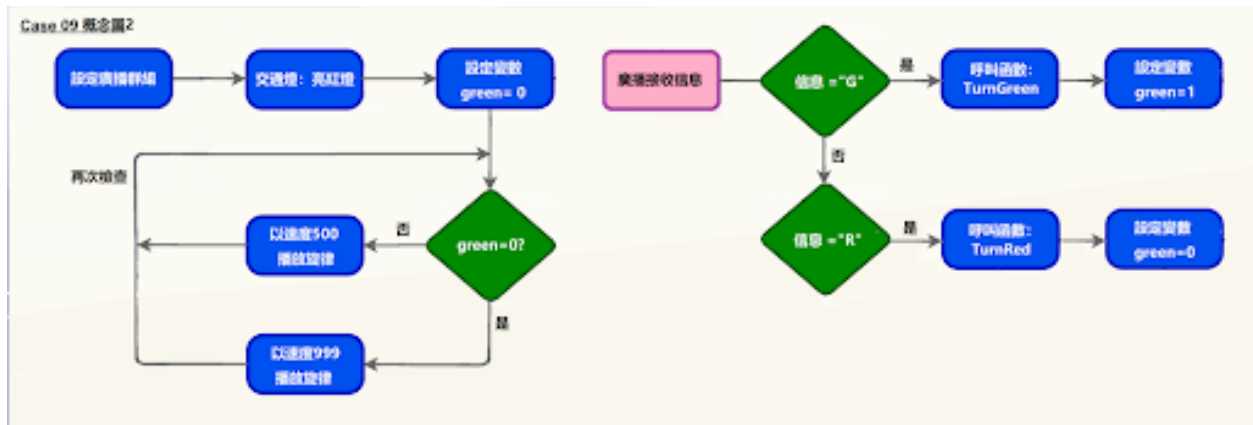 Case 09 概念圖2
設定廣播群組
交通燈：亮紅燈
設定變數
green= 0
再次檢查
以速度500
播放旋律
否
green=0?
是
以速度999
播放旋律
廣播接收信息
信息 ="G"
是
呼叫函數：
TurnGreen
設定變數
green=1
否
信息 ="R"
是
呼叫函數：
TurnRed
設定變數
green=0